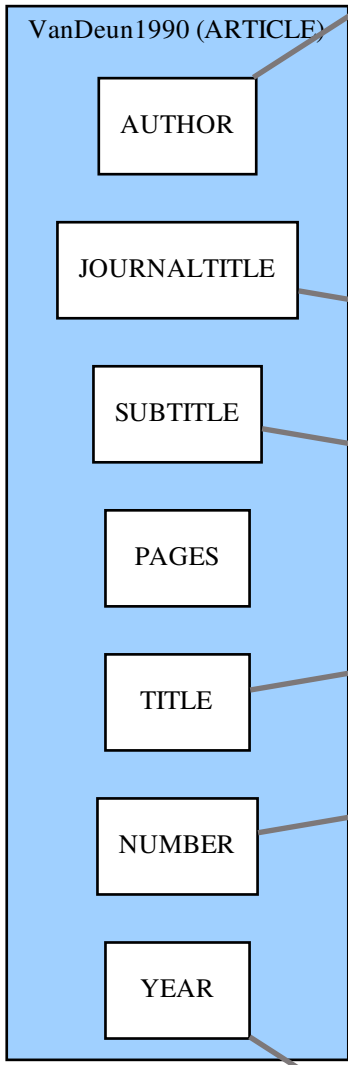 VanDeun1990 (ARTICLE)
AUTHOR
JOURNALTITLE
SUBTITLE
PAGES
TITLE
NUMBER
YEAR